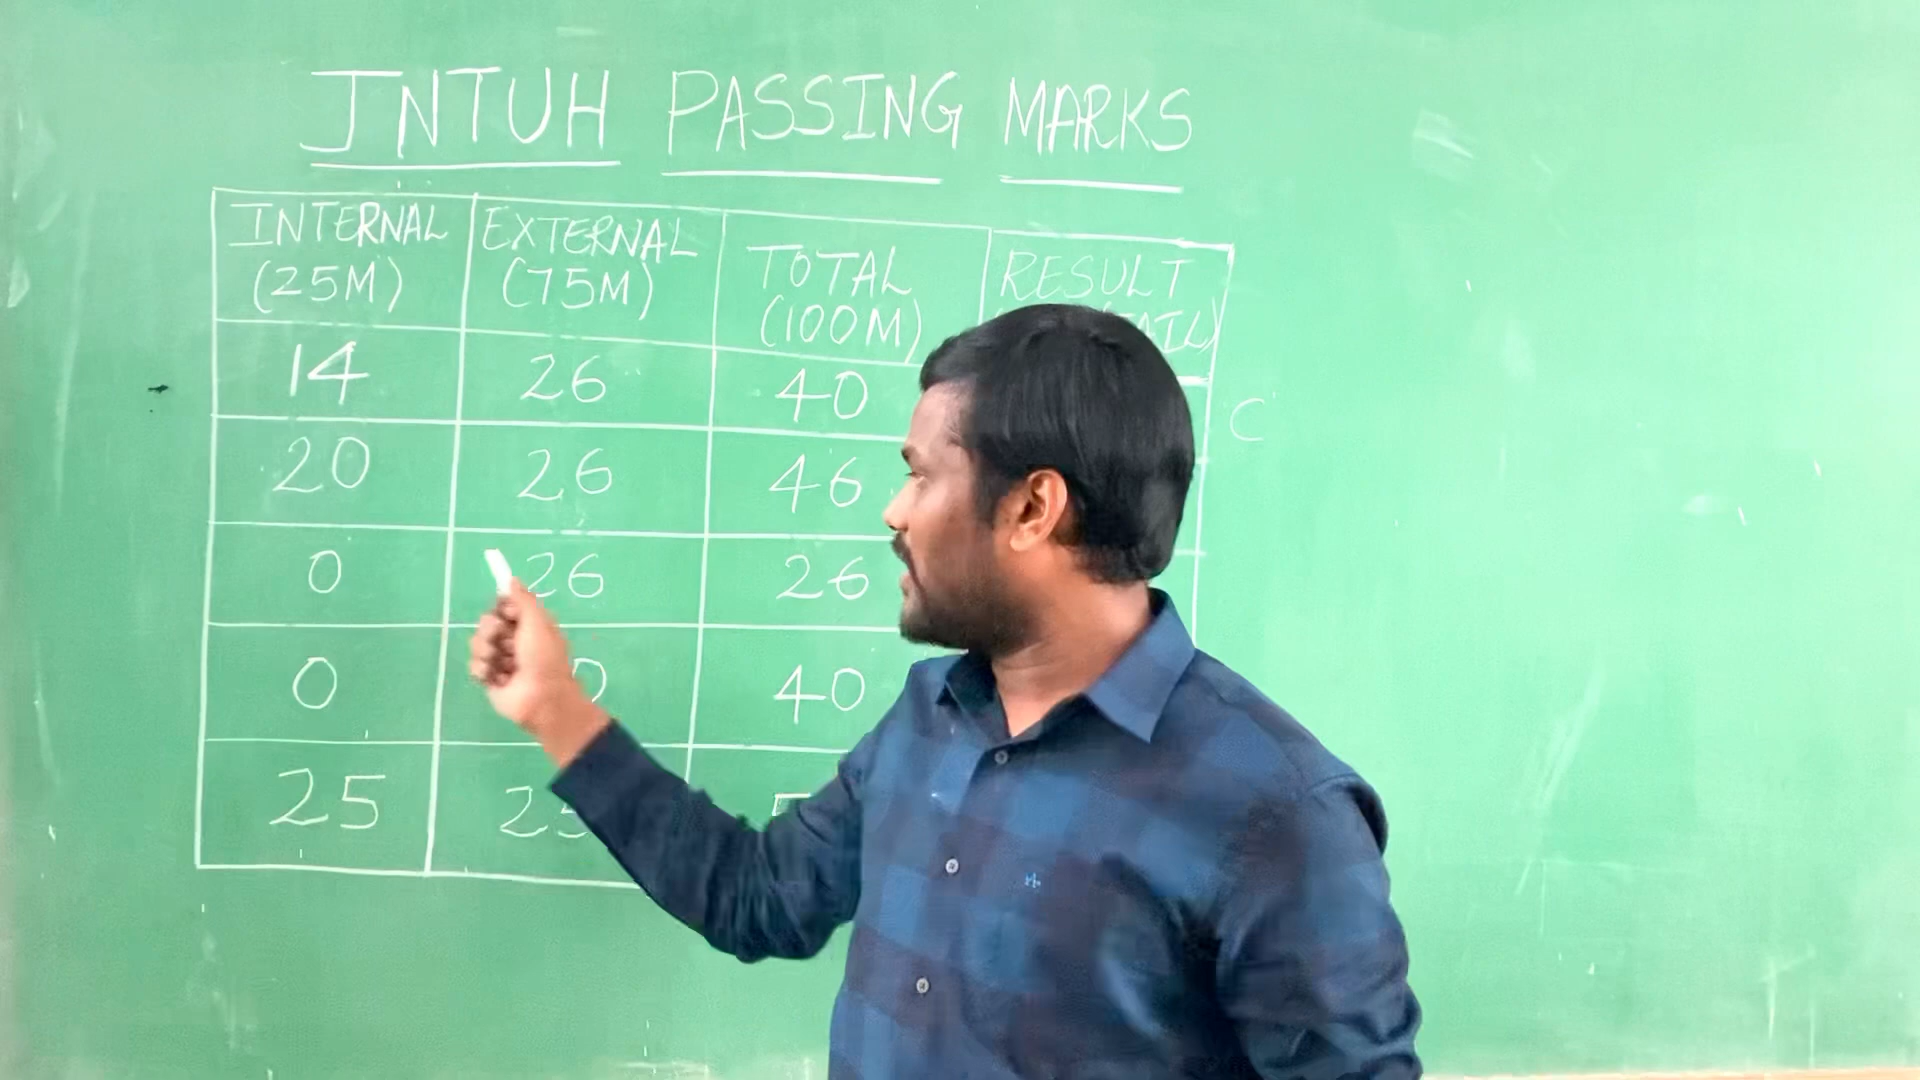 JNTUH PASSING MARKS
INTERNAL EXTERNAL TOTAL RESULT
(25M) (75M) (100M)
14 26 40 C
20 26 46
0 26 26
0 40
25 25